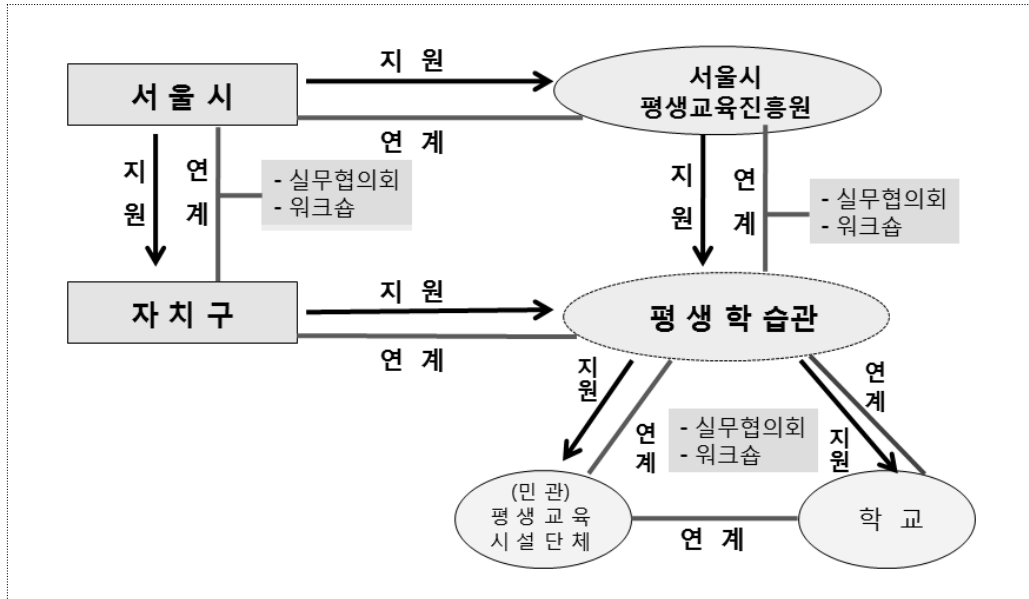 지 원
서 울 시
서울시
평생교육진흥원
연 계
지
원
연
계
- 실무협의회
- 워크숍
지
원
연
계
- 실무협의회
- 워크숍
자 치 구
지 원
평 생 학 습관
연 계
지
원
연
계
- 실무협의회
- 워크숍
지
원
연
계
(민 관)
평 생 교 육
시 설 단 체
연 계
학 교